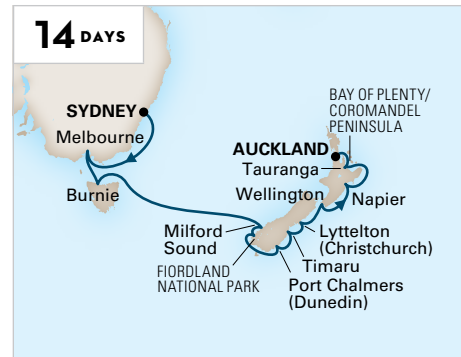 14 DAYS
SYDNEY
Melbourne
Burnie
BAY OF PLENTY/
COROMANDEL
PENINSULA
AUCKLAND
Tauranga
Wellington
Napier
Milford
Sound
FIORDLAND
NATIONAL PARK
Lyttelton
(Christchurch)
Timaru
Port Chalmers
(Dunedin)